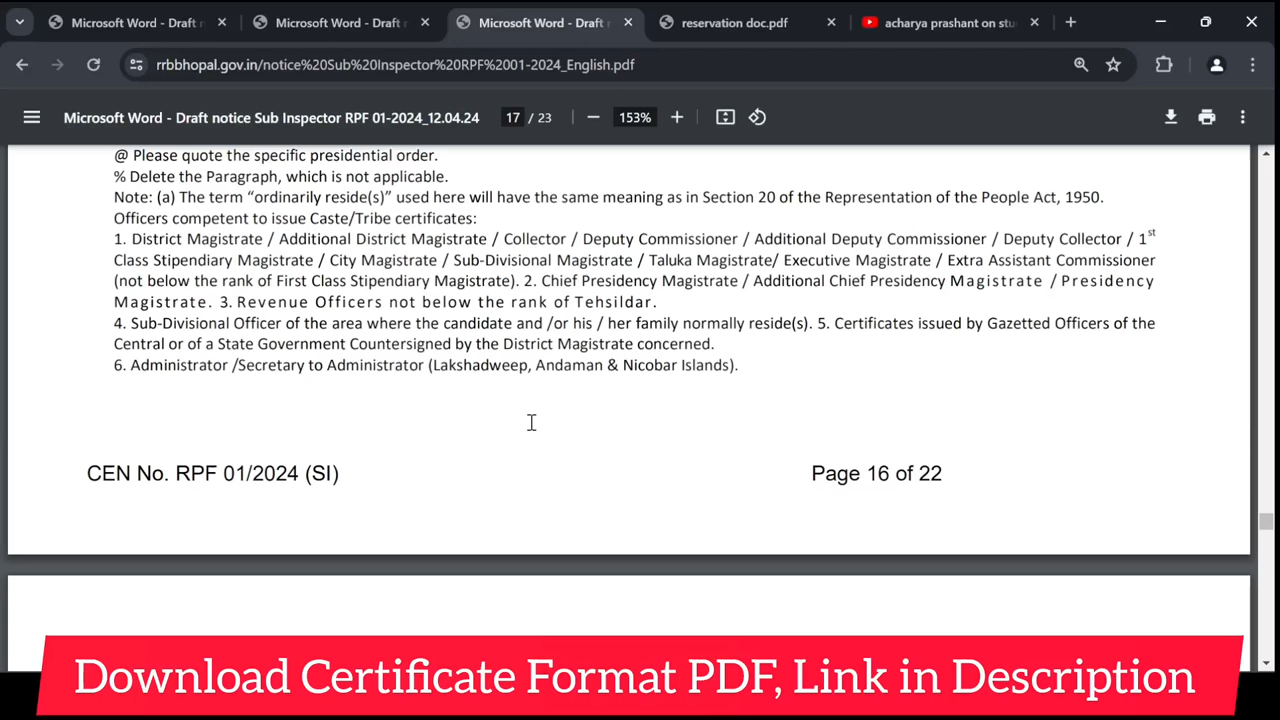 Microsoft Word - Draft n
Microsoft Word - Draft r
Microsoft Word - Draft n
reservation doc.pdf
acharya prashant on stu
rrbbhopal.gov.in/notice%20Sub%20Inspector%20RPF%2001-2024_English.pdf
Microsoft Word - Draft notice Sub Inspector RPF 01-2024_12.04.24
17 / 23
153%
@ Please quote the specific presidential order.
% Delete the Paragraph, which is not applicable.
Note: (a) The term “ordinarily reside(s)” used here will have the same meaning as in Section 20 of the Representation of the People Act, 1950.
Officers competent to issue Caste/Tribe certificates:
1. District Magistrate / Additional District Magistrate / Collector / Deputy Commissioner / Additional Deputy Commissioner / Deputy Collector / 1st
Class Stipendiary Magistrate / City Magistrate / Sub-Divisional Magistrate / Taluka Magistrate/ Executive Magistrate / Extra Assistant Commissioner
(not below the rank of First Class Stipendiary Magistrate). 2. Chief Presidency Magistrate / Additional Chief Presidency Magistrate / Presidency
Magistrate. 3. Revenue Officers not below the rank of Tehsildar.
4. Sub-Divisional Officer of the area where the candidate and /or his / her family normally reside(s). 5. Certificates issued by Gazetted Officers of the
Central or of a State Government Countersigned by the District Magistrate concerned.
6. Administrator /Secretary to Administrator (Lakshadweep, Andaman & Nicobar Islands).
CEN No. RPF 01/2024 (SI)
Page 16 of 22
Download Certificate Format PDF, Link in Description